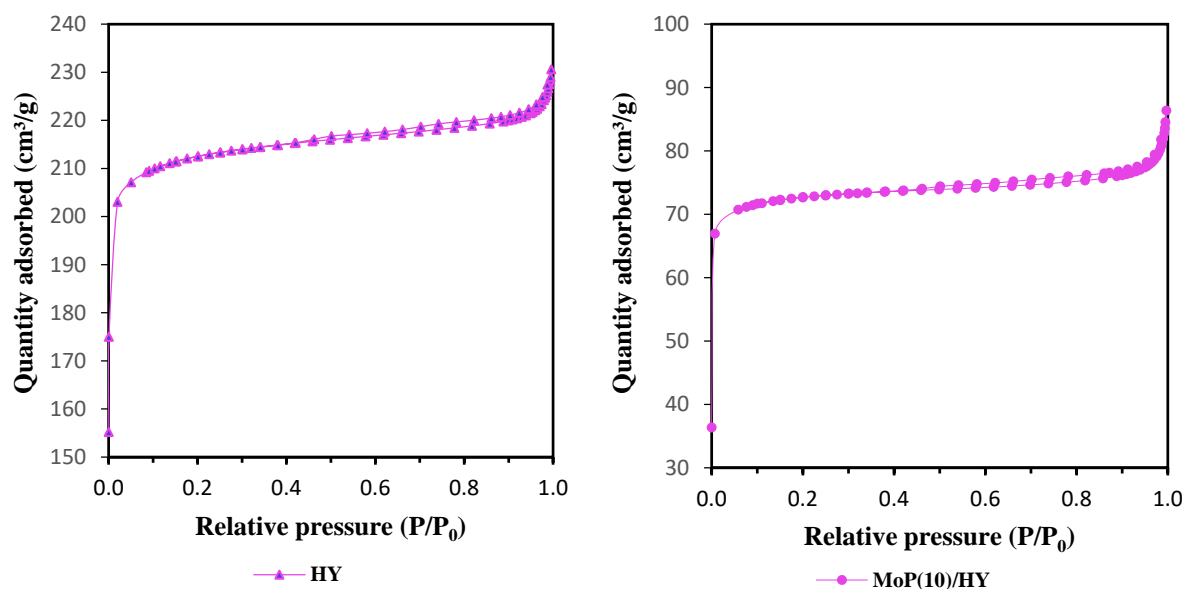 Quantity adsorbed (cm³/g)
240
230
220
210
200
190
180
170
160
150
0.0 0.2 0.4 0.6 0.8 1.0
Relative pressure (P/P₀)
HY
Quantity adsorbed (cm³/g)
100
90
80
70
60
50
40
30
0.0 0.2 0.4 0.6 0.8 1.0
Relative pressure (P/P₀)
MoP(10)/HY